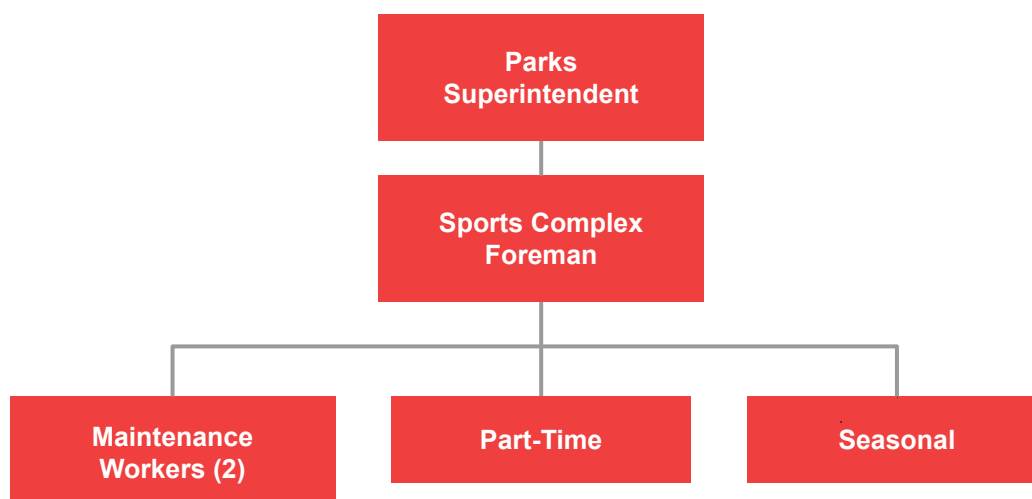 Parks
Superintendent
Sports Complex
Foreman
Maintenance
Workers (2)
Part-Time
Seasonal